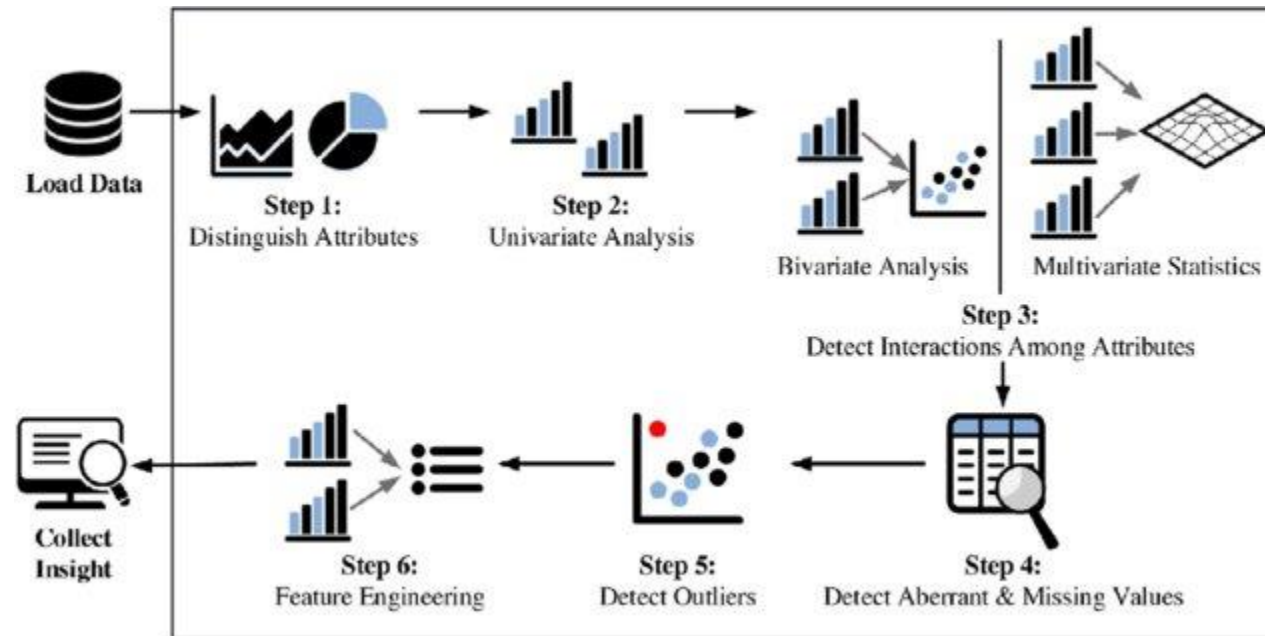 Load Data
Step 1:
Distinguish Attributes
Step 2:
Univariate Analysis
Bivariate Analysis
Multivariate Statistics
Step 3:
Detect Interactions Among Attributes
Step 4:
Detect Aberrant & Missing Values
Step 5:
Detect Outliers
Step 6:
Feature Engineering
Collect
Insight